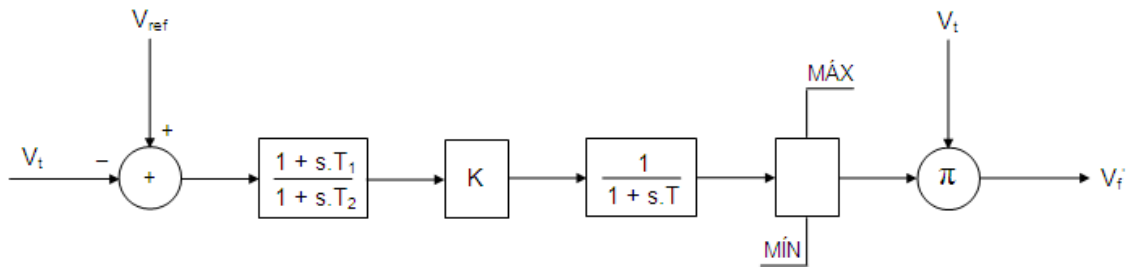 V_ref
+
V_t
–
+
1 + s.T_1
1 + s.T_2
K
1
1 + s.T
MÁX
MÍN
V_t
π
V_f